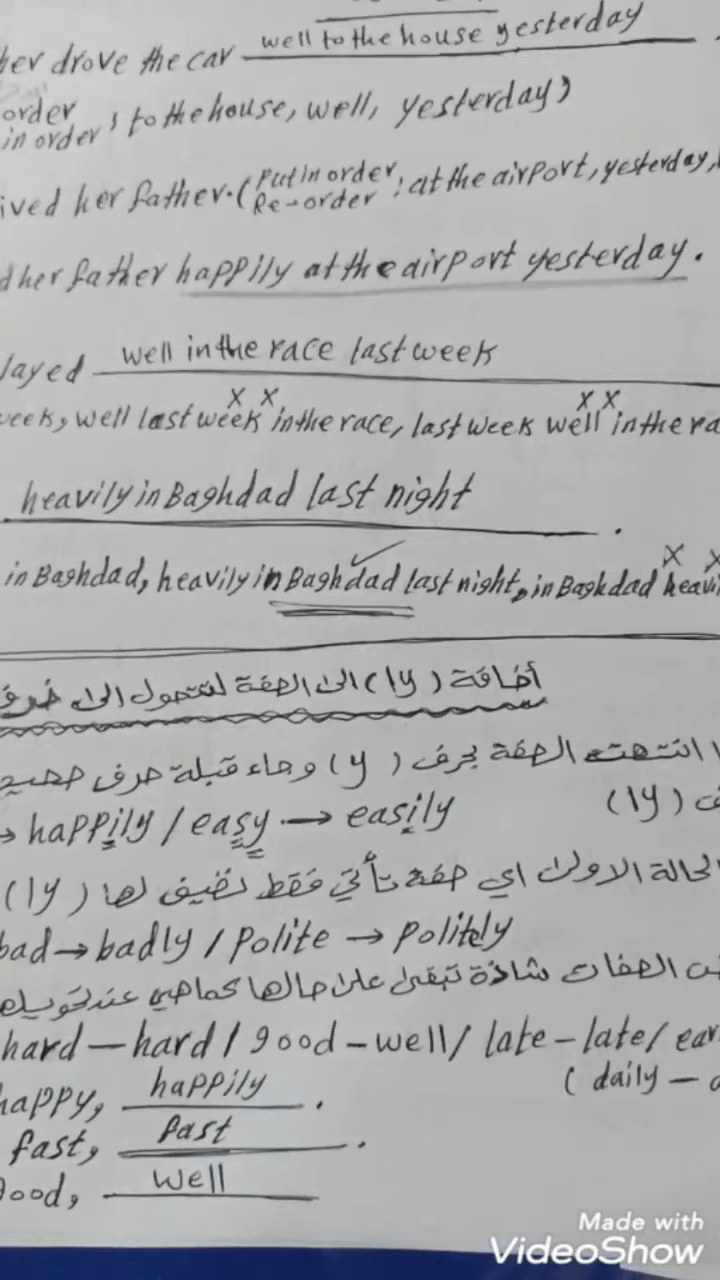 her drove the car well to the house yesterday
order
in order ; to the house, well, yesterday)
ived her father. (Put in order
Re-order ; at the airport, yesterday,
d her father happily at the airport yesterday.
layed well in the race last week
x x x x
week, well last week in the race, last week well in the ra
heavily in Baghdad last night .
x x
in Baghdad, heavily in Baghdad last night, in Baghdad heavi
أضافة (ly) الى الصفة لتتحول الى ظرف
انتهت الصفة بحرف (y) وجاء قبلة حرف صحيح
(ly)
→ happily / easy → easily
الحالة الاولى اي صفة تأتي فقط نضيف لها (ly)
bad → badly / Polite → Politely
الصفات شاذة تبقى على حالها كماهي عند تحويلها
hard – hard / good – well / late – late / ear
(daily –
happy, happily .
fast, fast .
good, well
Made with
VideoShow